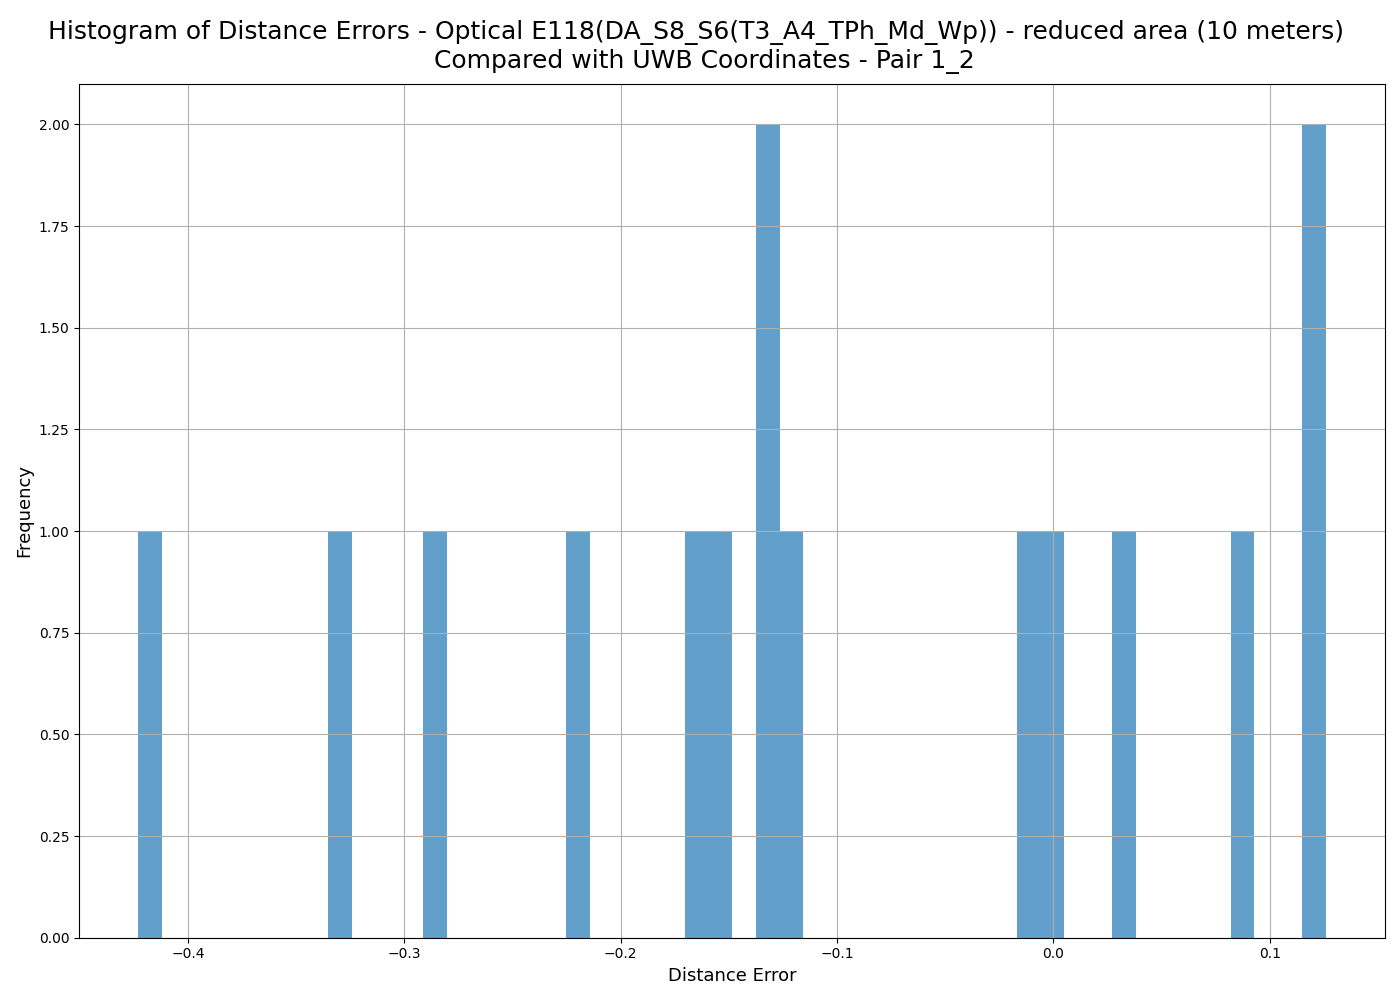 Histogram of Distance Errors - Optical E118(DA_S8_S6(T3_A4_TPh_Md_Wp)) - reduced area (10 meters)
Compared with UWB Coordinates - Pair 1_2
Frequency
2.00
1.75
1.50
1.25
1.00
0.75
0.50
0.25
0.00
−0.4 −0.3 −0.2 −0.1 0.0 0.1
Distance Error